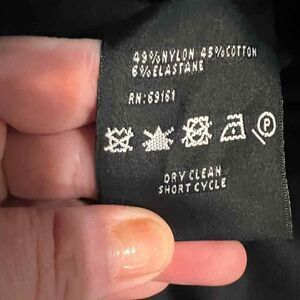 49% NYLON 45% COTTON
6% ELASTANE
RN:69161
P
DRY CLEAN
SHORT CYCLE